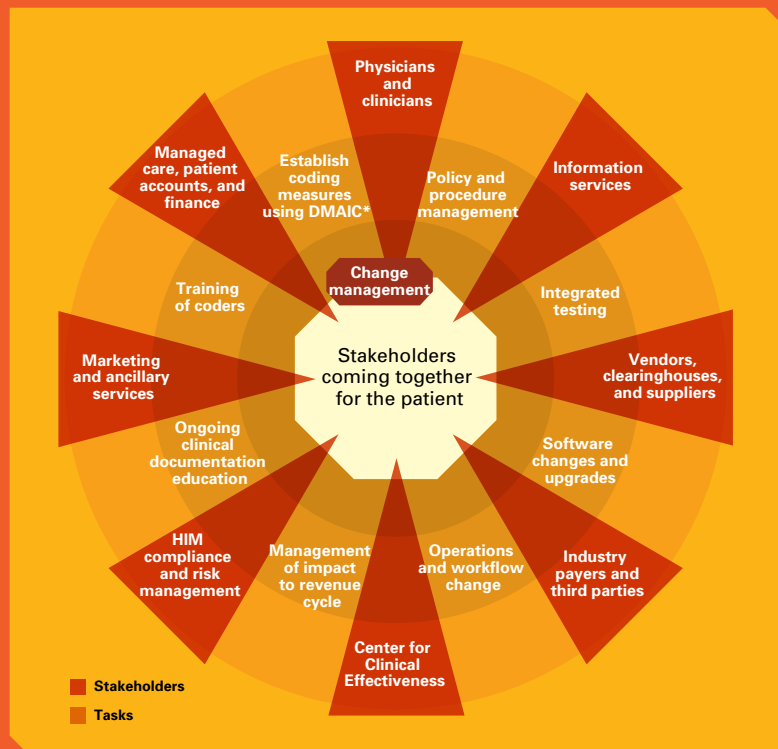 Physicians
and
clinicians
Managed
care, patient
accounts, and
finance
Establish
coding
measures
using DMAIC*
Policy and
procedure
management
Information
services
Change
management
Training
of coders
Integrated
testing
Marketing
and ancillary
services
Stakeholders
coming together
for the patient
Vendors,
clearinghouses,
and suppliers
Ongoing
clinical
documentation
education
Software
changes and
upgrades
HIM
compliance
and risk
management
Management
of impact
to revenue
cycle
Operations
and workflow
change
Industry
payers and
third parties
Center for
Clinical
Effectiveness
Stakeholders
Tasks